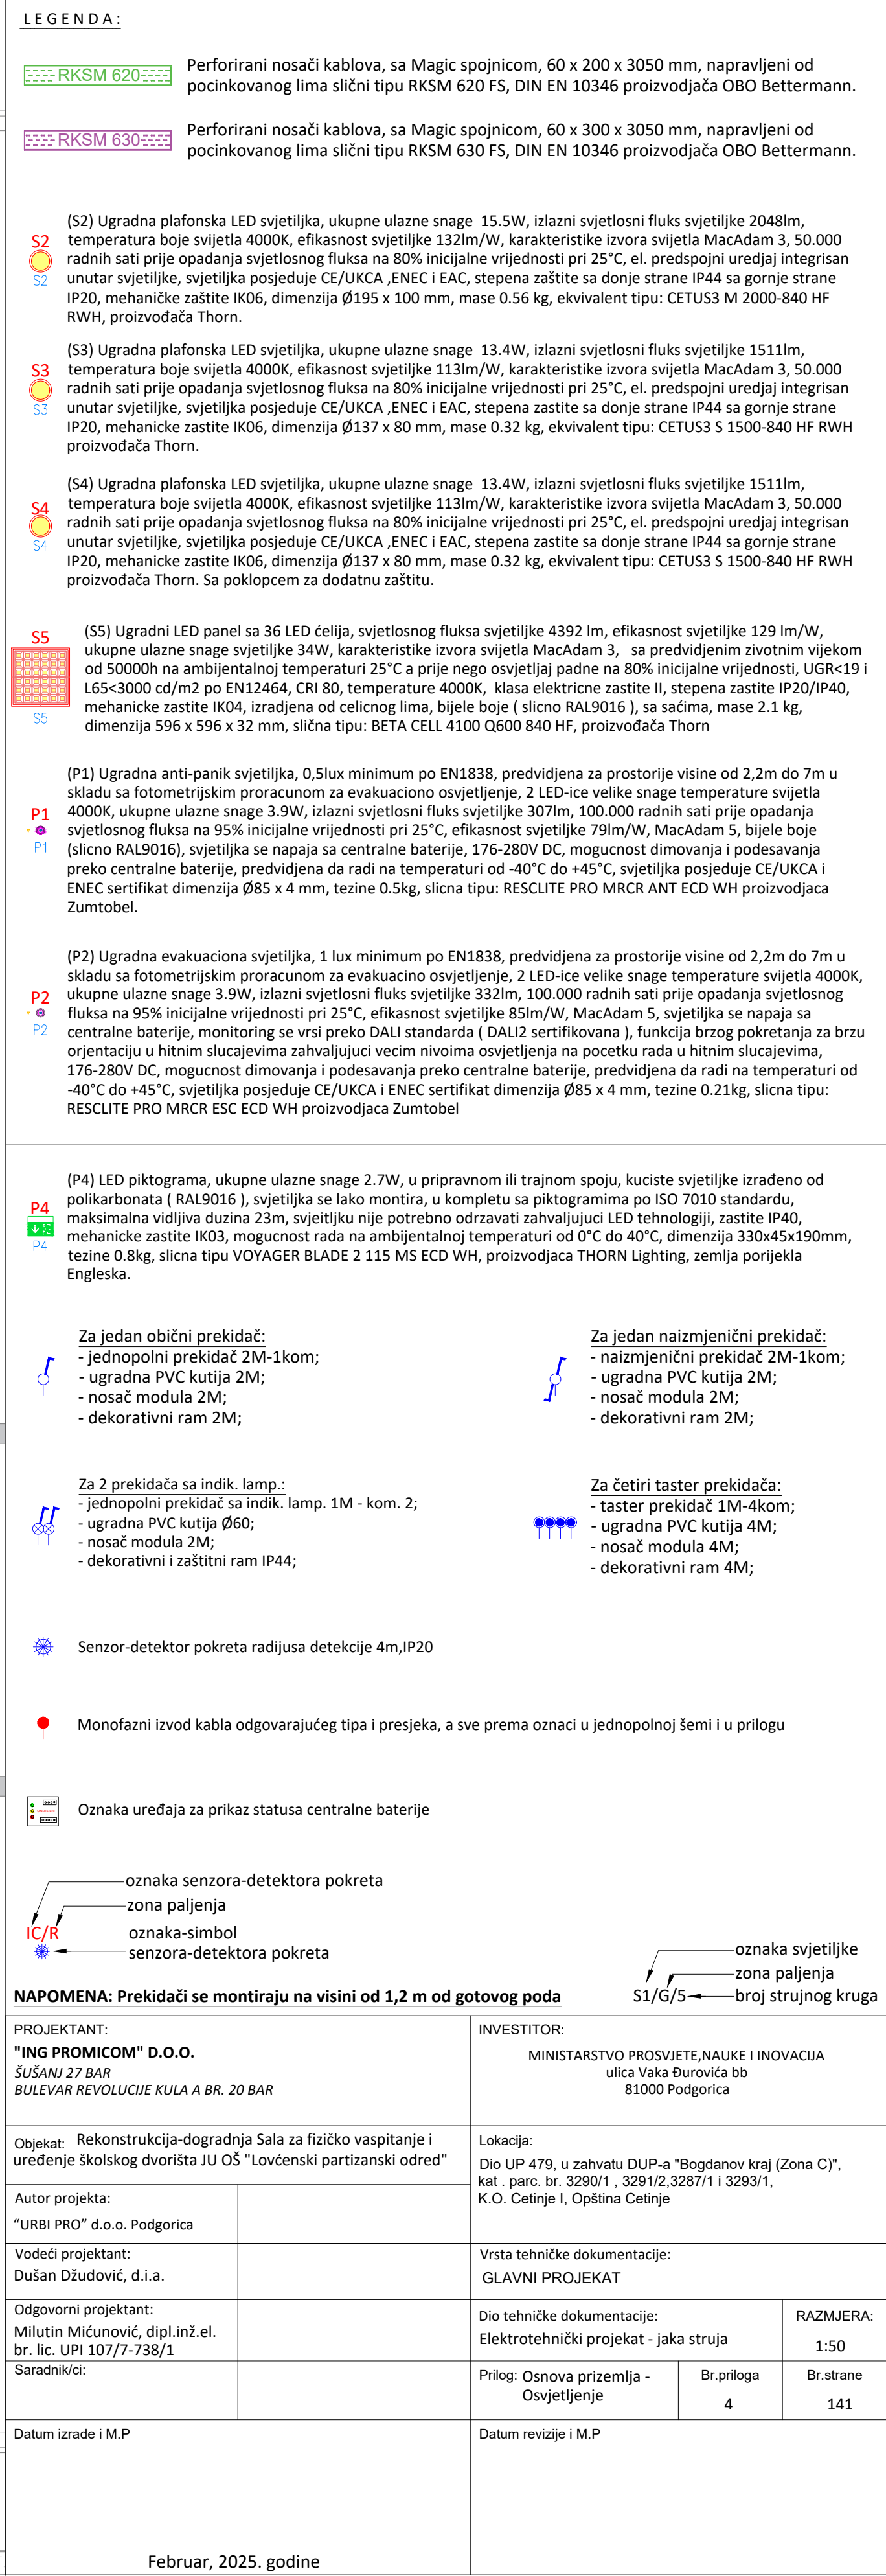 LEGENDA:
RKSM 620
Perforirani nosači kablova, sa Magic spojnicom, 60 x 200 x 3050 mm, napravljeni od
pocinkovanog lima slični tipu RKSM 620 FS, DIN EN 10346 proizvodjača OBO Bettermann.
RKSM 630
Perforirani nosači kablova, sa Magic spojnicom, 60 x 300 x 3050 mm, napravljeni od
pocinkovanog lima slični tipu RKSM 630 FS, DIN EN 10346 proizvodjača OBO Bettermann.
S2
S2
(S2) Ugradna plafonska LED svjetiljka, ukupne ulazne snage 15.5W, izlazni svjetlosni fluks svjetiljke 2048lm,
temperatura boje svijetla 4000K, efikasnost svjetiljke 132lm/W, karakteristike izvora svijetla MacAdam 3, 50.000
radnih sati prije opadanja svjetlosnog fluksa na 80% inicijalne vrijednosti pri 25°C, el. predspojni uredjaj integrisan
unutar svjetiljke, svjetiljka posjeduje CE/UKCA ,ENEC i EAC, stepena zaštite sa donje strane IP44 sa gornje strane
IP20, mehaničke zaštite IK06, dimenzija Ø195 x 100 mm, mase 0.56 kg, ekvivalent tipu: CETUS3 M 2000-840 HF
RWH, proizvođača Thorn.
S3
S3
(S3) Ugradna plafonska LED svjetiljka, ukupne ulazne snage 13.4W, izlazni svjetlosni fluks svjetiljke 1511lm,
temperatura boje svijetla 4000K, efikasnost svjetiljke 113lm/W, karakteristike izvora svijetla MacAdam 3, 50.000
radnih sati prije opadanja svjetlosnog fluksa na 80% inicijalne vrijednosti pri 25°C, el. predspojni uredjaj integrisan
unutar svjetiljke, svjetiljka posjeduje CE/UKCA ,ENEC i EAC, stepena zastite sa donje strane IP44 sa gornje strane
IP20, mehanicke zastite IK06, dimenzija Ø137 x 80 mm, mase 0.32 kg, ekvivalent tipu: CETUS3 S 1500-840 HF RWH
proizvođača Thorn.
S4
S4
(S4) Ugradna plafonska LED svjetiljka, ukupne ulazne snage 13.4W, izlazni svjetlosni fluks svjetiljke 1511lm,
temperatura boje svijetla 4000K, efikasnost svjetiljke 113lm/W, karakteristike izvora svijetla MacAdam 3, 50.000
radnih sati prije opadanja svjetlosnog fluksa na 80% inicijalne vrijednosti pri 25°C, el. predspojni uredjaj integrisan
unutar svjetiljke, svjetiljka posjeduje CE/UKCA ,ENEC i EAC, stepena zastite sa donje strane IP44 sa gornje strane
IP20, mehanicke zastite IK06, dimenzija Ø137 x 80 mm, mase 0.32 kg, ekvivalent tipu: CETUS3 S 1500-840 HF RWH
proizvođača Thorn. Sa poklopcem za dodatnu zaštitu.
S5
S5
(S5) Ugradni LED panel sa 36 LED ćelija, svjetlosnog fluksa svjetiljke 4392 lm, efikasnost svjetiljke 129 lm/W,
ukupne ulazne snage svjetiljke 34W, karakteristike izvora svijetla MacAdam 3, sa predvidjenim zivotnim vijekom
od 50000h na ambijentalnoj temperaturi 25°C a prije nego osvjetljaj padne na 80% inicijalne vrijednosti, UGR<19 i
L65<3000 cd/m2 po EN12464, CRI 80, temperature 4000K, klasa elektricne zastite II, stepena zastite IP20/IP40,
mehanicke zastite IK04, izradjena od celicnog lima, bijele boje ( slicno RAL9016 ), sa saćima, mase 2.1 kg,
dimenzija 596 x 596 x 32 mm, slična tipu: BETA CELL 4100 Q600 840 HF, proizvođača Thorn
P1
P1
(P1) Ugradna anti-panik svjetiljka, 0,5lux minimum po EN1838, predvidjena za prostorije visine od 2,2m do 7m u
skladu sa fotometrijskim proracunom za evakuaciono osvjetljenje, 2 LED-ice velike snage temperature svijetla
4000K, ukupne ulazne snage 3.9W, izlazni svjetlosni fluks svjetiljke 307lm, 100.000 radnih sati prije opadanja
svjetlosnog fluksa na 95% inicijalne vrijednosti pri 25°C, efikasnost svjetiljke 79lm/W, MacAdam 5, bijele boje
(slicno RAL9016), svjetiljka se napaja sa centralne baterije, 176-280V DC, mogucnost dimovanja i podesavanja
preko centralne baterije, predvidjena da radi na temperaturi od -40°C do +45°C, svjetiljka posjeduje CE/UKCA i
ENEC sertifikat dimenzija Ø85 x 4 mm, tezine 0.5kg, slicna tipu: RESCLITE PRO MRCR ANT ECD WH proizvodjaca
Zumtobel.
P2
P2
(P2) Ugradna evakuaciona svjetiljka, 1 lux minimum po EN1838, predvidjena za prostorije visine od 2,2m do 7m u
skladu sa fotometrijskim proracunom za evakuacino osvjetljenje, 2 LED-ice velike snage temperature svijetla 4000K,
ukupne ulazne snage 3.9W, izlazni svjetlosni fluks svjetiljke 332lm, 100.000 radnih sati prije opadanja svjetlosnog
fluksa na 95% inicijalne vrijednosti pri 25°C, efikasnost svjetiljke 85lm/W, MacAdam 5, svjetiljka se napaja sa
centralne baterije, monitoring se vrsi preko DALI standarda ( DALI2 sertifikovana ), funkcija brzog pokretanja za brzu
orjentaciju u hitnim slucajevima zahvaljujuci vecim nivoima osvjetljenja na pocetku rada u hitnim slucajevima,
176-280V DC, mogucnost dimovanja i podesavanja preko centralne baterije, predvidjena da radi na temperaturi od
-40°C do +45°C, svjetiljka posjeduje CE/UKCA i ENEC sertifikat dimenzija Ø85 x 4 mm, tezine 0.21kg, slicna tipu:
RESCLITE PRO MRCR ESC ECD WH proizvodjaca Zumtobel
P4
P4
(P4) LED piktograma, ukupne ulazne snage 2.7W, u pripravnom ili trajnom spoju, kuciste svjetiljke izrađeno od
polikarbonata ( RAL9016 ), svjetiljka se lako montira, u kompletu sa piktogramima po ISO 7010 standardu,
maksimalna vidljiva duzina 23m, svjeitljku nije potrebno odrzavati zahvaljujuci LED tehnologiji, zastite IP40,
mehanicke zastite IK03, mogucnost rada na ambijentalnoj temperaturi od 0°C do 40°C, dimenzija 330x45x190mm,
tezine 0.8kg, slicna tipu VOYAGER BLADE 2 115 MS ECD WH, proizvodjaca THORN Lighting, zemlja porijekla
Engleska.
Za jedan obični prekidač:
- jednopolni prekidač 2M-1kom;
- ugradna PVC kutija 2M;
- nosač modula 2M;
- dekorativni ram 2M;
Za jedan naizmjenični prekidač:
- naizmjenični prekidač 2M-1kom;
- ugradna PVC kutija 2M;
- nosač modula 2M;
- dekorativni ram 2M;
Za 2 prekidača sa indik. lamp.:
- jednopolni prekidač sa indik. lamp. 1M - kom. 2;
- ugradna PVC kutija Ø60;
- nosač modula 2M;
- dekorativni i zaštitni ram IP44;
Za četiri taster prekidača:
- taster prekidač 1M-4kom;
- ugradna PVC kutija 4M;
- nosač modula 4M;
- dekorativni ram 4M;
Senzor-detektor pokreta radijusa detekcije 4m,IP20
Monofazni izvod kabla odgovarajućeg tipa i presjeka, a sve prema oznaci u jednopolnoj šemi i u prilogu
Oznaka uređaja za prikaz statusa centralne baterije
oznaka senzora-detektora pokreta
zona paljenja
IC/R
oznaka-simbol
senzora-detektora pokreta
oznaka svjetiljke
zona paljenja
S1/G/5
broj strujnog kruga
NAPOMENA: Prekidači se montiraju na visini od 1,2 m od gotovog poda
PROJEKTANT:
"ING PROMICOM" D.O.O.
ŠUŠANJ 27 BAR
BULEVAR REVOLUCIJE KULA A BR. 20 BAR
INVESTITOR:
MINISTARSTVO PROSVJETE,NAUKE I INOVACIJA
ulica Vaka Đurovića bb
81000 Podgorica
Objekat: Rekonstrukcija-dogradnja Sala za fizičko vaspitanje i
uređenje školskog dvorišta JU OŠ "Lovćenski partizanski odred"
Lokacija:
Dio UP 479, u zahvatu DUP-a "Bogdanov kraj (Zona C)",
kat . parc. br. 3290/1 , 3291/2,3287/1 i 3293/1,
K.O. Cetinje I, Opština Cetinje
Autor projekta:
“URBI PRO” d.o.o. Podgorica
Vodeći projektant:
Dušan Džudović, d.i.a.
Vrsta tehničke dokumentacije:
GLAVNI PROJEKAT
Odgovorni projektant:
Milutin Mićunović, dipl.inž.el.
br. lic. UPI 107/7-738/1
Dio tehničke dokumentacije:
Elektrotehnički projekat - jaka struja
RAZMJERA:
1:50
Saradnik/ci:
Prilog: Osnova prizemlja -
Osvjetljenje
Br.priloga
4
Br.strane
141
Datum izrade i M.P
Februar, 2025. godine
Datum revizije i M.P